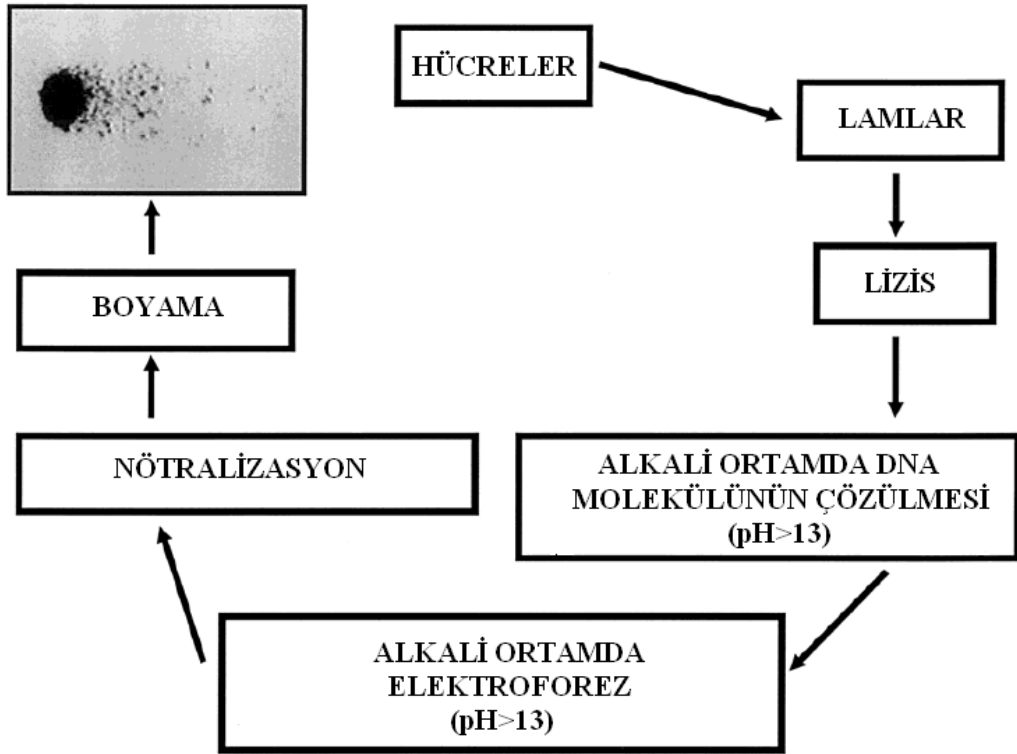 HÜCRELER
LAMLAR
LİZİS
ALKALİ ORTAMDA DNA
MOLEKÜLÜNÜN ÇÖZÜLMESİ
(pH>13)
ALKALİ ORTAMDA
ELEKTROFOREZ
(pH>13)
NÖTRALİZASYON
BOYAMA